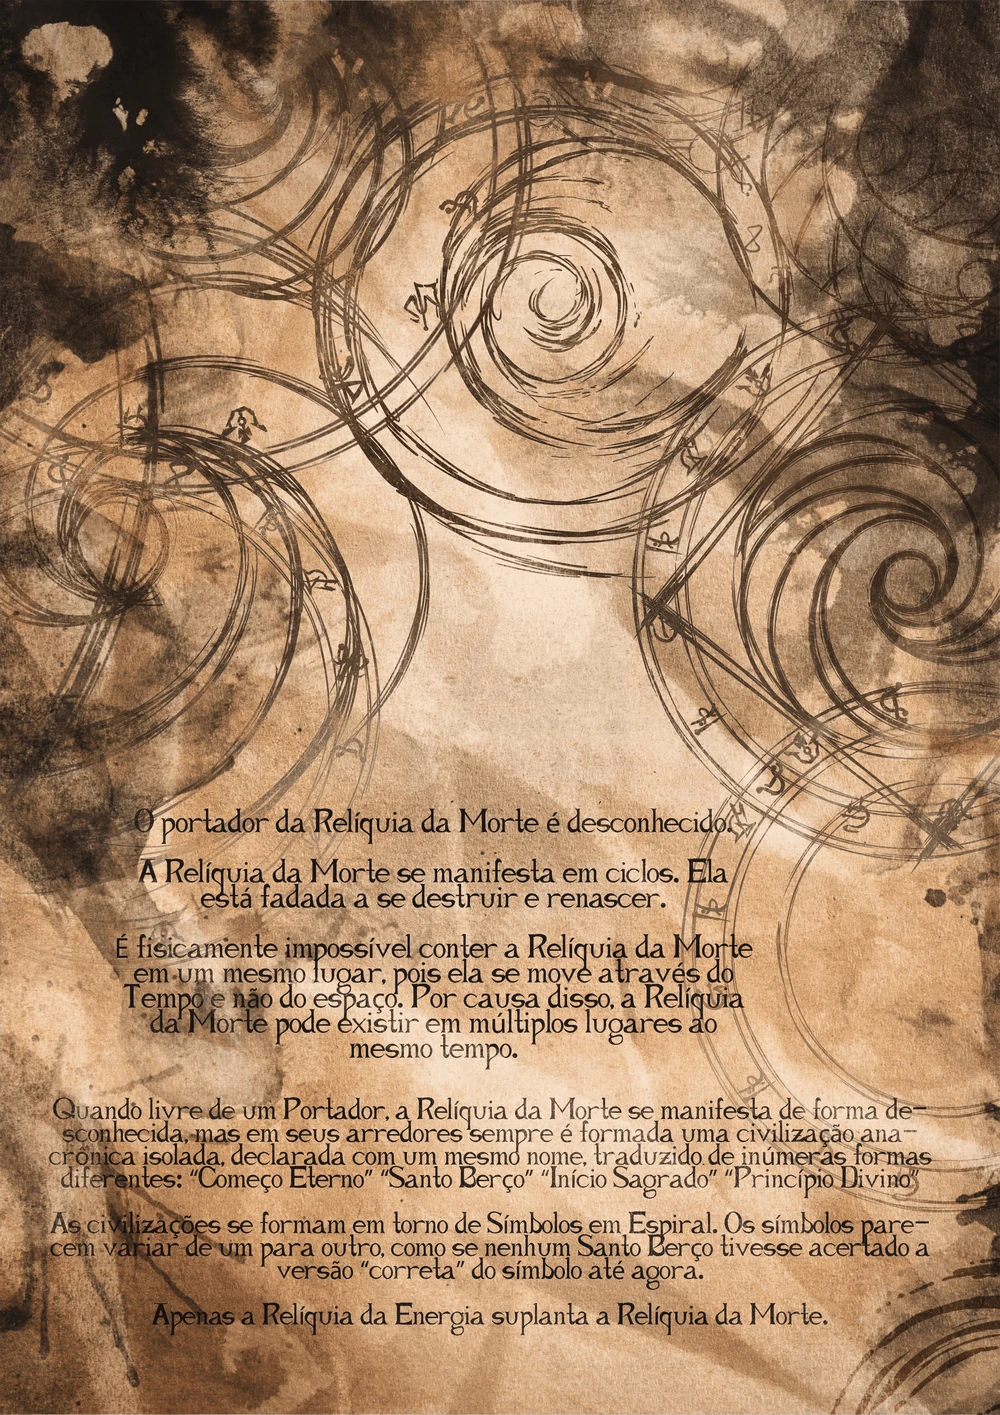 O portador da Relíquia da Morte é desconhecido.
A Relíquia da Morte se manifesta em ciclos. Ela
está fadada a se destruir e renascer.
É fisicamente impossível conter a Relíquia da Morte
em um mesmo lugar, pois ela se move através do
Tempo e não do espaço. Por causa disso, a Relíquia
da Morte pode existir em múltiplos lugares ao
mesmo tempo.
Quando livre de um Portador, a Relíquia da Morte se manifesta de forma de-
sconhecida, mas em seus arredores sempre é formada uma civilização ana-
crônica isolada, declarada com um mesmo nome, traduzido de inúmeras formas
diferentes: “Começo Eterno” “Santo Berço” “Início Sagrado” “Princípio Divino”
As civilizações se formam em torno de Símbolos em Espiral. Os símbolos pare-
cem variar de um para outro, como se nenhum Santo Berço tivesse acertado a
versão “correta” do símbolo até agora.
Apenas a Relíquia da Energia suplanta a Relíquia da Morte.